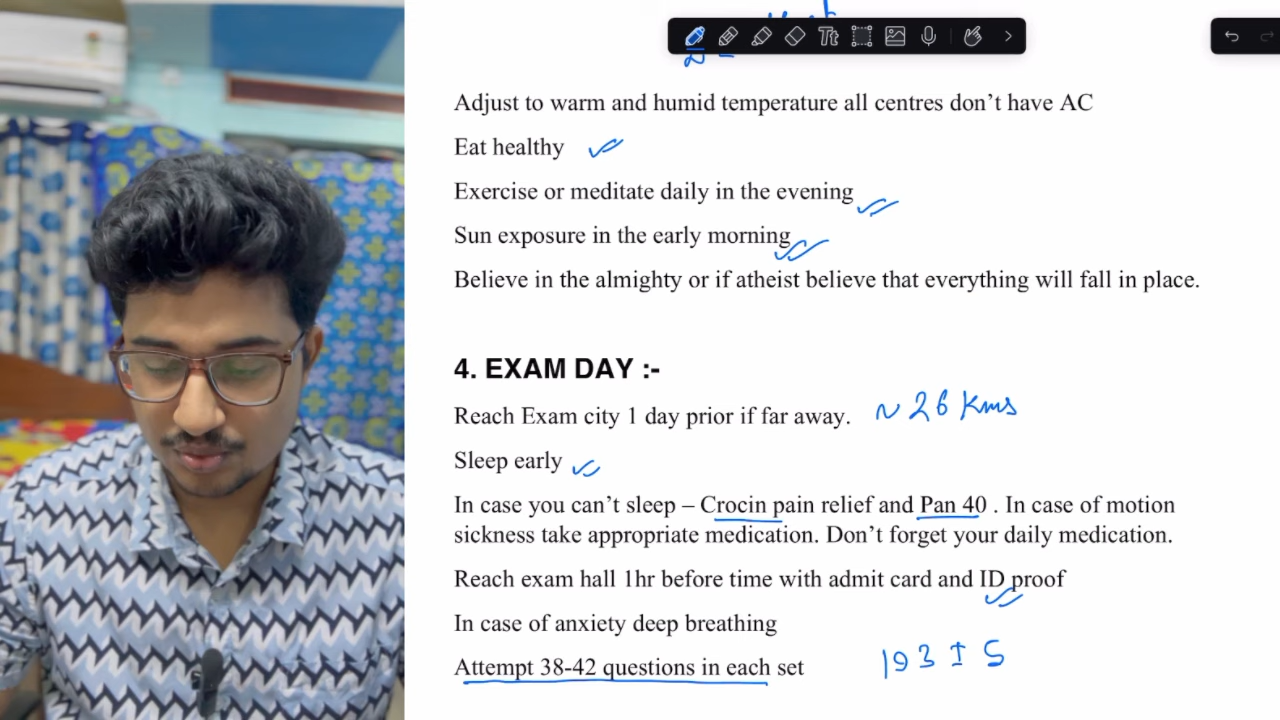 Tt
Adjust to warm and humid temperature all centres don’t have AC
Eat healthy
Exercise or meditate daily in the evening
Sun exposure in the early morning
Believe in the almighty or if atheist believe that everything will fall in place.
4. EXAM DAY :-
Reach Exam city 1 day prior if far away. ~ 26 Kms
Sleep early
In case you can’t sleep – Crocin pain relief and Pan 40 . In case of motion
sickness take appropriate medication. Don’t forget your daily medication.
Reach exam hall 1hr before time with admit card and ID proof
In case of anxiety deep breathing
Attempt 38-42 questions in each set 193 ± 5